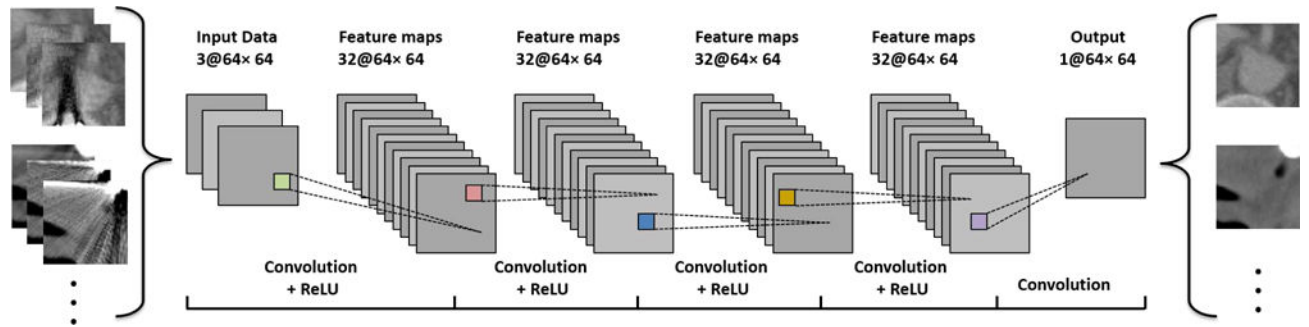 Input Data
3@64× 64
Feature maps
32@64× 64
Feature maps
32@64× 64
Feature maps
32@64× 64
Feature maps
32@64× 64
Output
1@64× 64
Convolution
+ ReLU
Convolution
+ ReLU
Convolution
+ ReLU
Convolution
+ ReLU
Convolution